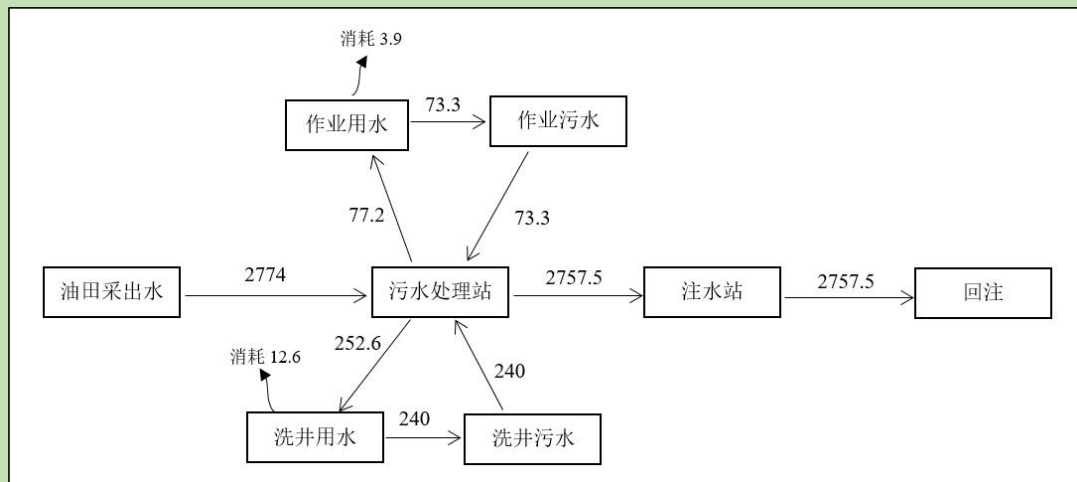 消耗 3.9
作业用水
73.3
作业污水
77.2
73.3
油田采出水
2774
污水处理站
2757.5
注水站
2757.5
回注
252.6
消耗 12.6
240
洗井用水
240
洗井污水